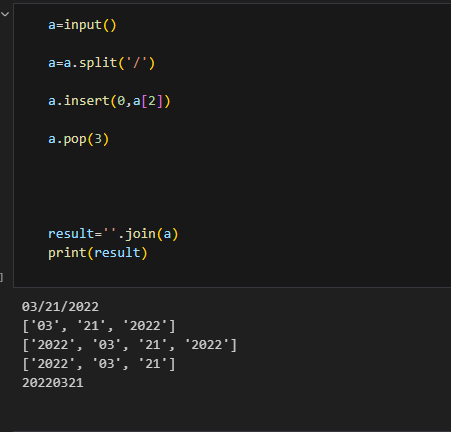 a=input()
a=a.split('/')
a.insert(0,a[2])
a.pop(3)
result=''.join(a)
print(result)
]
03/21/2022
['03', '21', '2022']
['2022', '03', '21', '2022']
['2022', '03', '21']
20220321